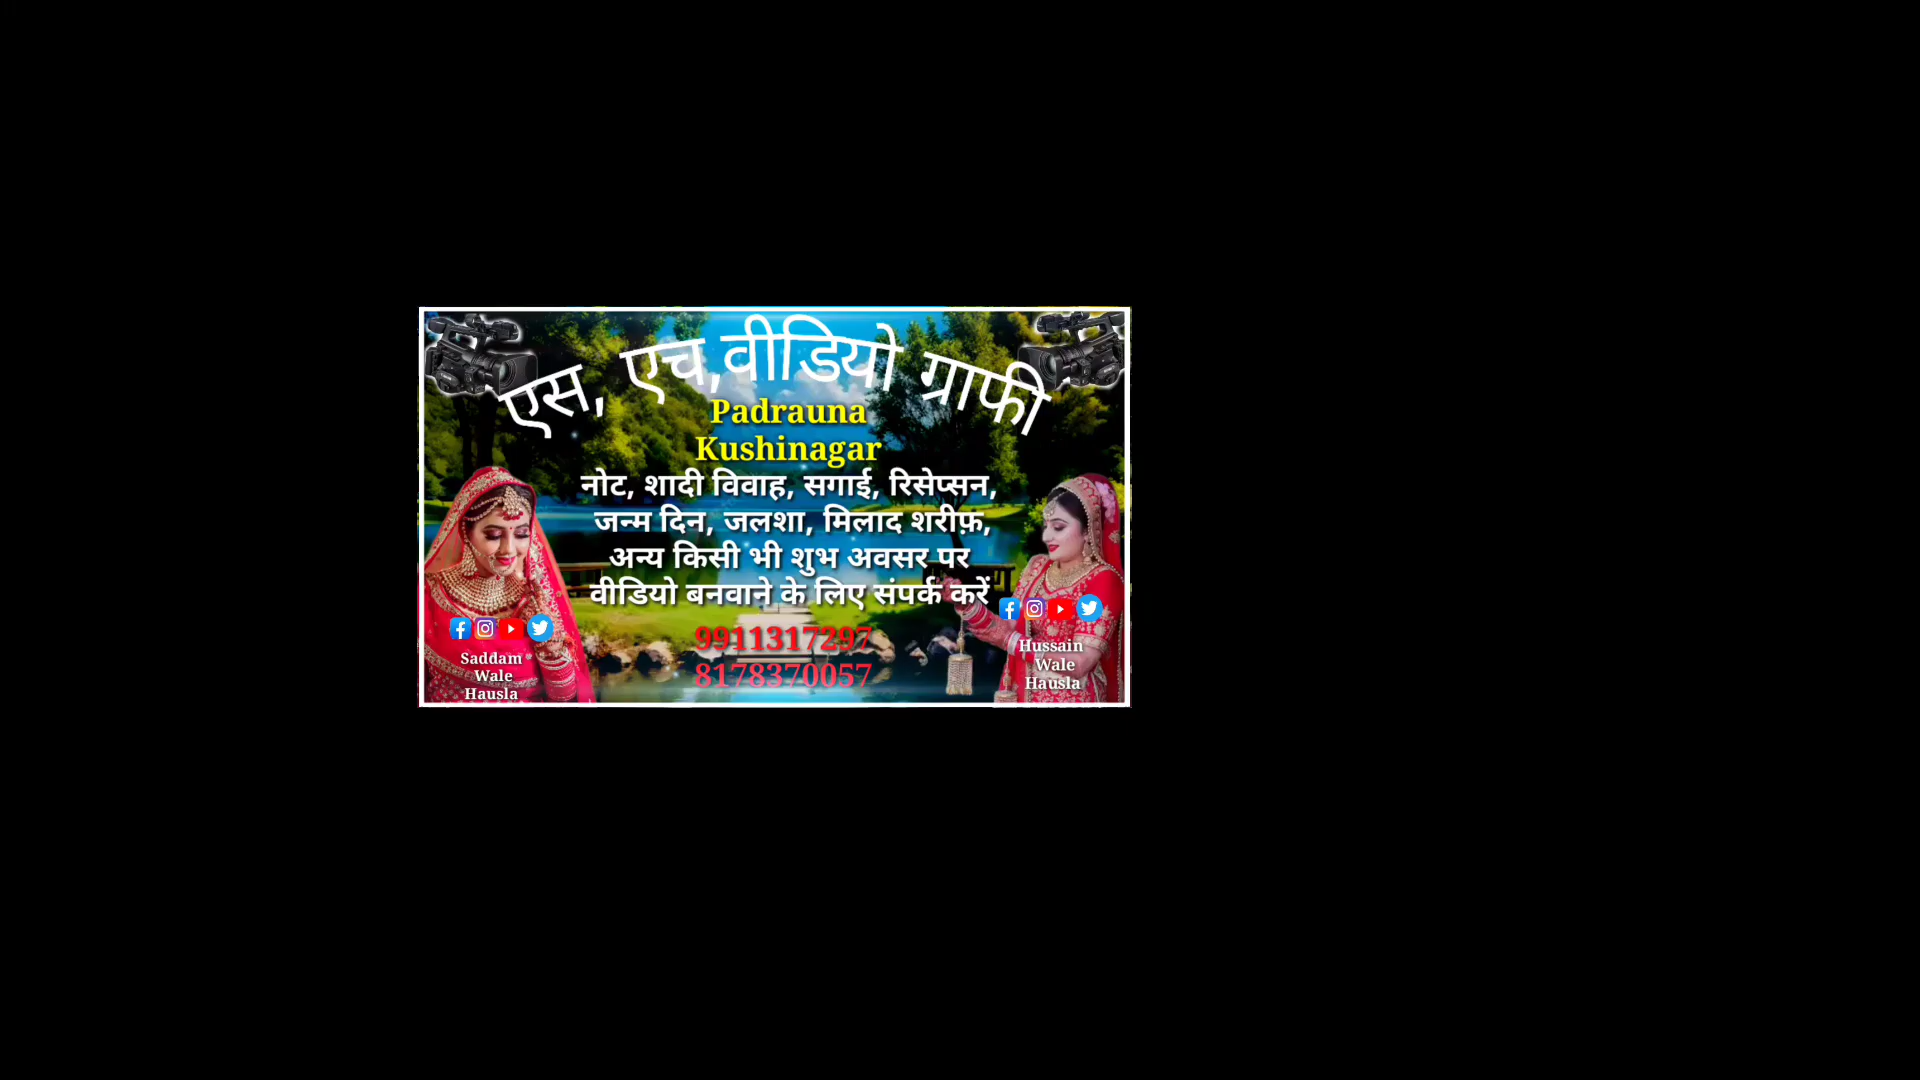 एस, एच,वीडियो ग्राफी
Padrauna
Kushinagar
नोट, शादी विवाह, सगाई, रिसेप्सन,
जन्म दिन, जलशा, मिलाद शरीफ़,
अन्य किसी भी शुभ अवसर पर
वीडियो बनवाने के लिए संपर्क करें
9911317297
8178370057
Saddam
Wale
Hausla
Hussain
Wale
Hausla